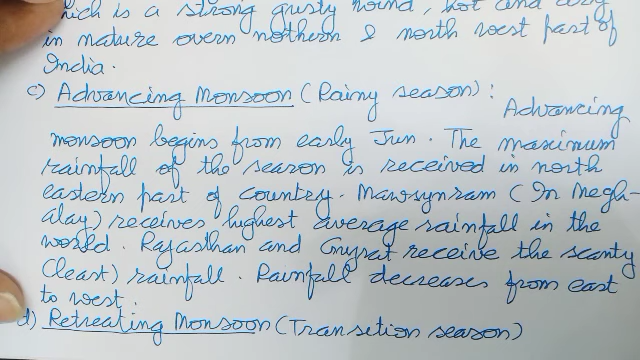 which is a strong gusty wind, hot and dry
in nature overn nothern & north west part of
India.
c) Advancing Monsoon (Rainy season) :
Advancing
monsoon begins from early Jun. The maximum
rainfall of the season is received in north
eastern part of country. Mawsynram (In Megh-
alay) receives highest average rainfall in the
world. Rajasthan and Gujrat receive the scanty
(least) rainfall. Rainfall decreases from east
to west.
d) Retreating Monsoon (Transetion season)